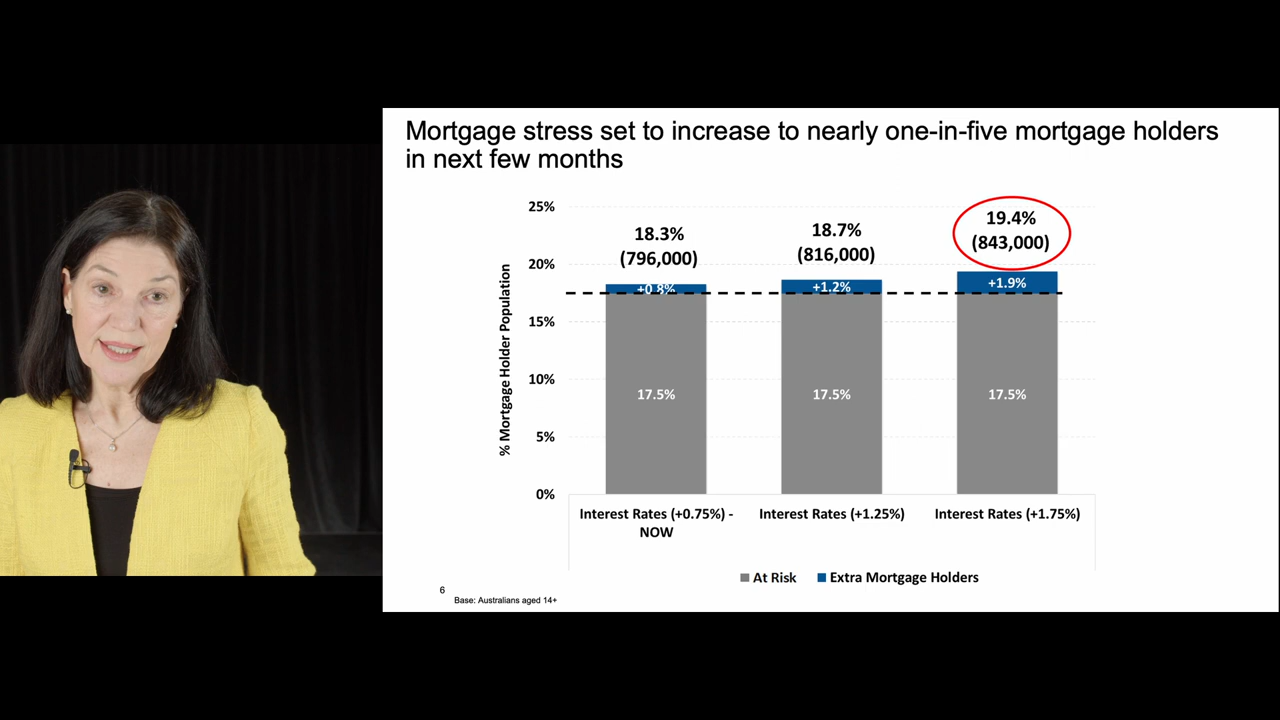 Mortgage stress set to increase to nearly one-in-five mortgage holders
in next few months
% Mortgage Holder Population
25%
20%
15%
10%
5%
0%
18.3%
(796,000)
18.7%
(816,000)
19.4%
(843,000)
+0.8%
+1.2%
+1.9%
17.5%
17.5%
17.5%
Interest Rates (+0.75%) -
NOW
Interest Rates (+1.25%)
Interest Rates (+1.75%)
At Risk
Extra Mortgage Holders
6
Base: Australians aged 14+